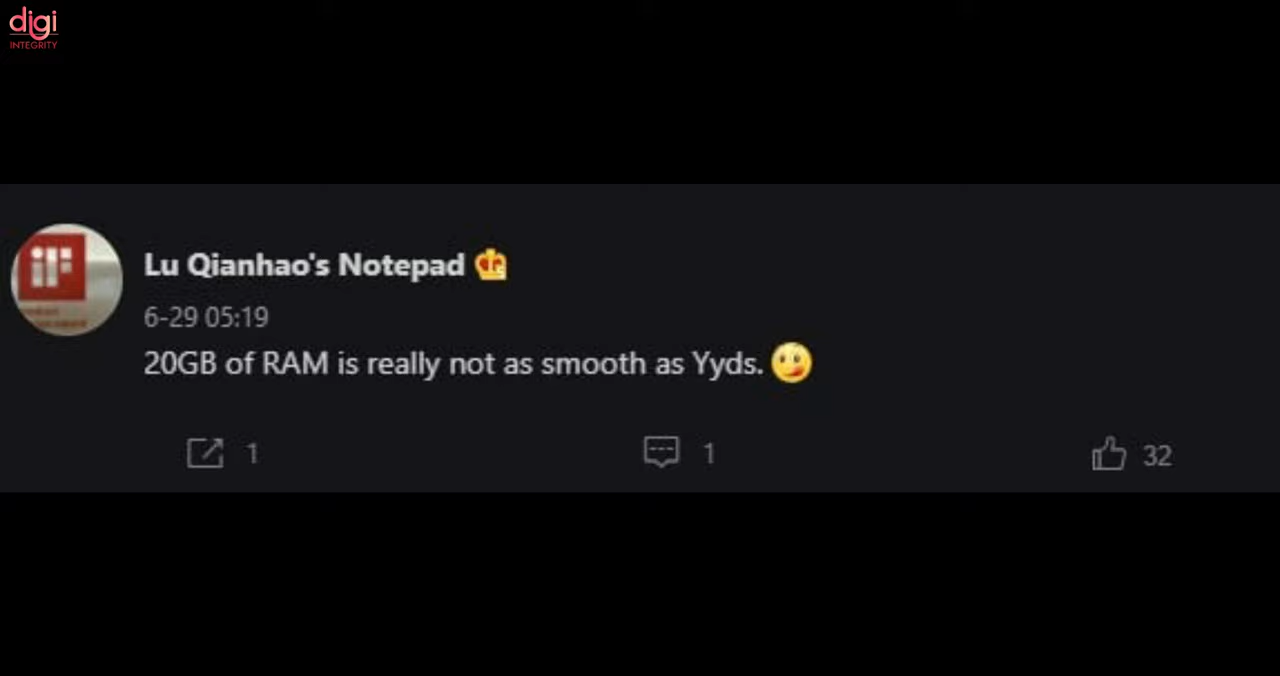 digi
INTEGRITY
Lu Qianhao's Notepad
6-29 05:19
20GB of RAM is really not as smooth as Yyds.
1
1
32